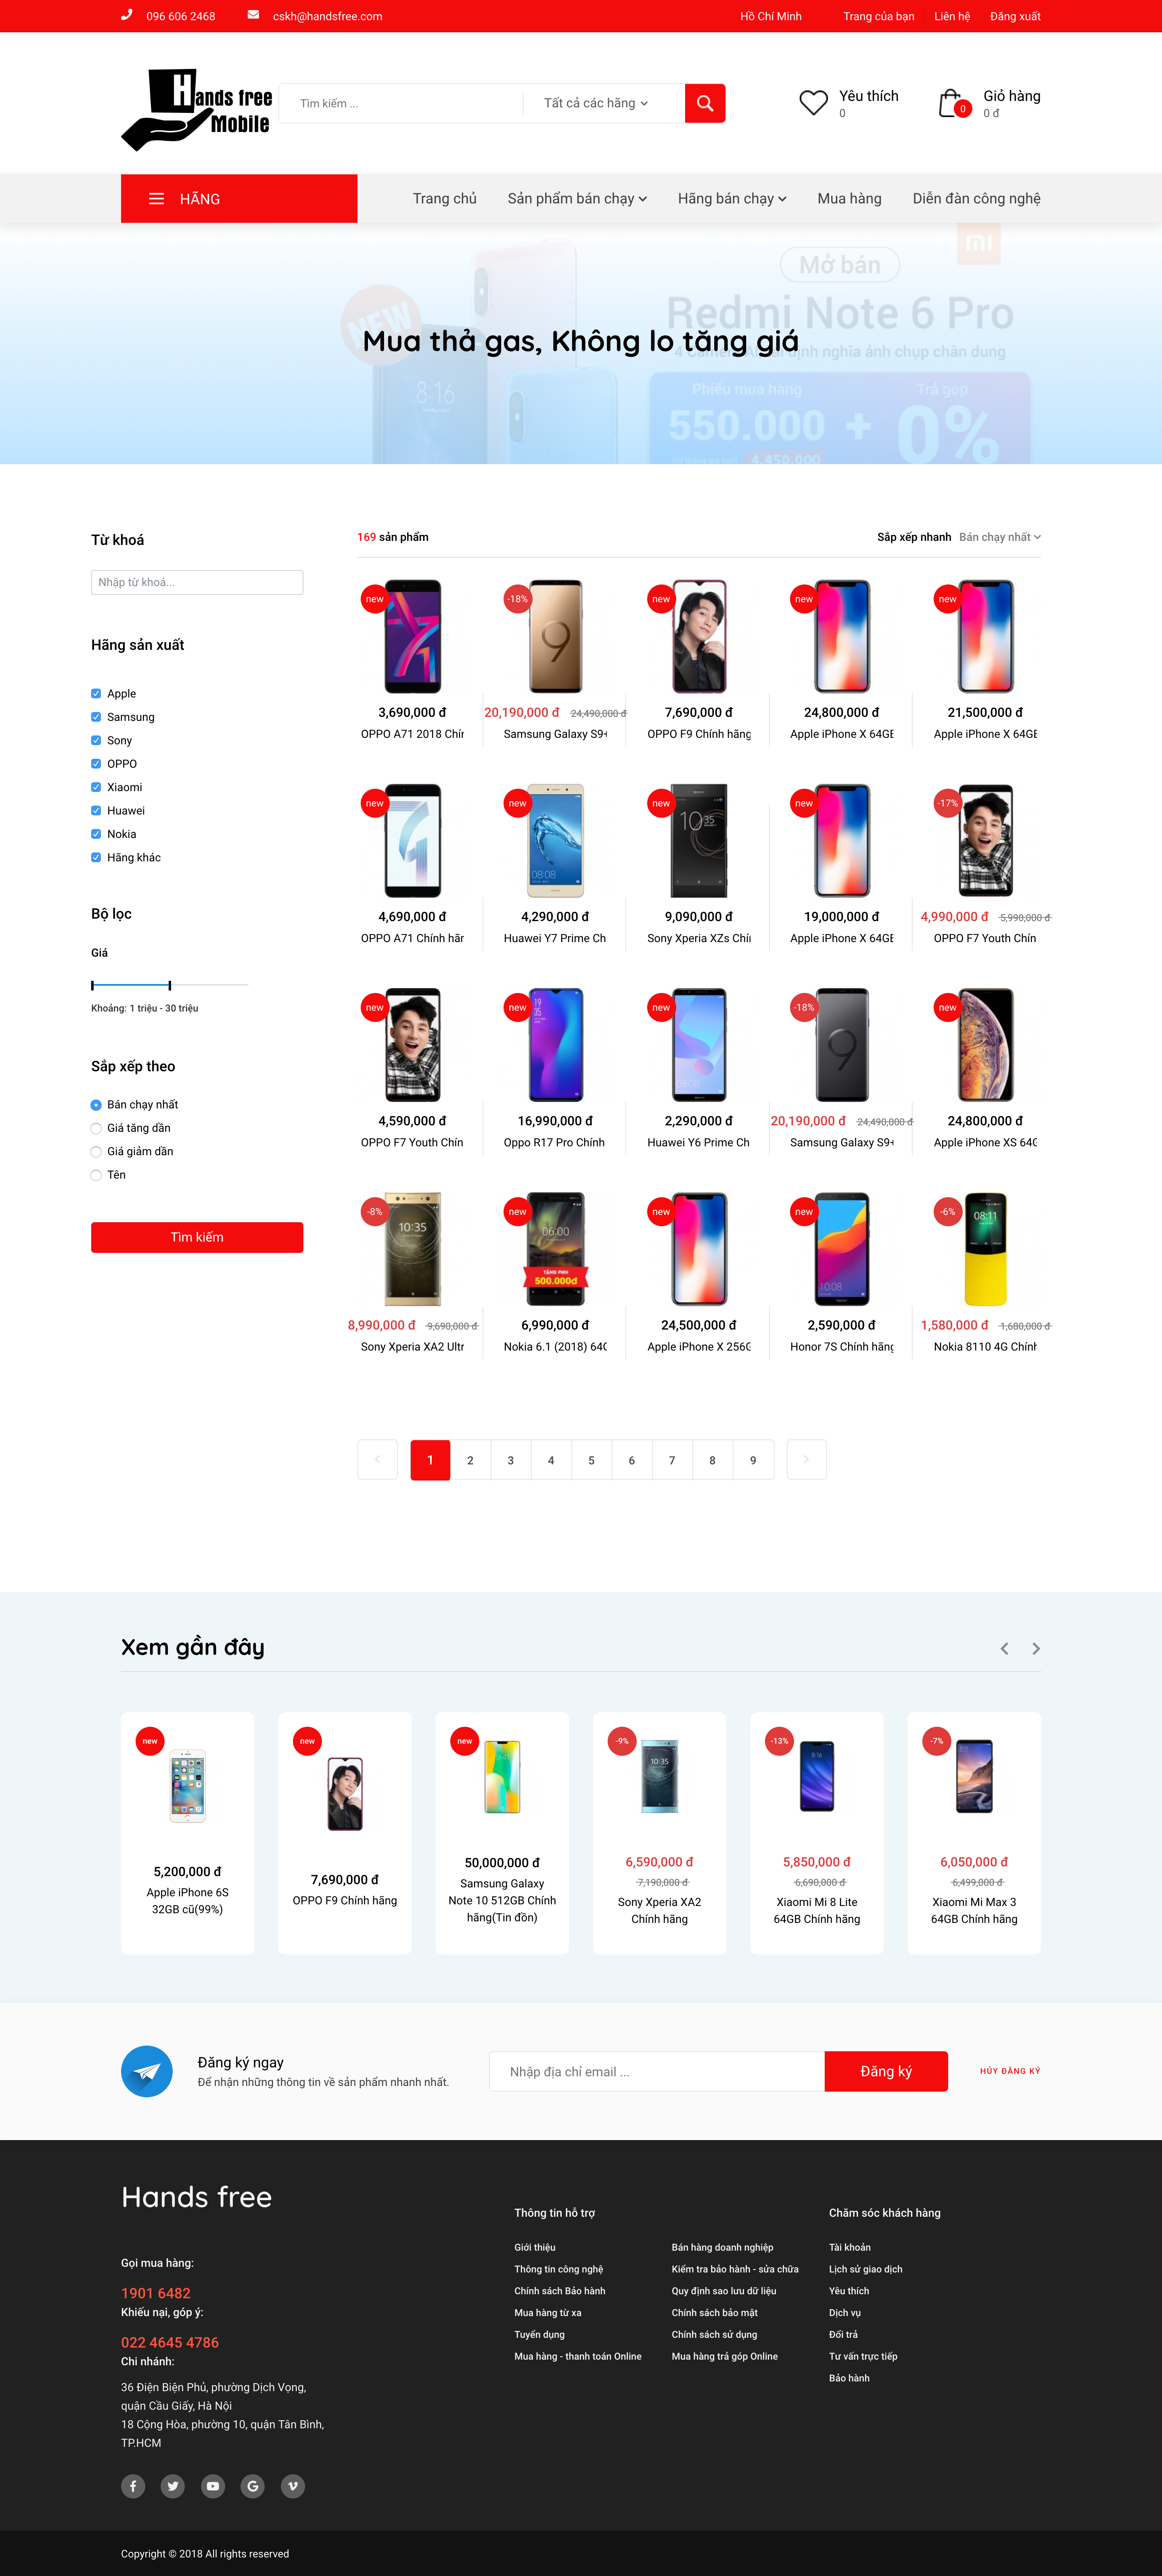 096 606 2468 cskh@handsfree.com Hồ Chí Minh Trang của bạn Liên hệ Đăng xuất
Hands free
Mobile
Tìm kiếm ... Tất cả các hãng
Yêu thích
0
0
Giỏ hàng
0 đ
HÃNG Trang chủ Sản phẩm bán chạy Hãng bán chạy Mua hàng Diễn đàn công nghệ
Mở bán
NEW
Redmi Note 6 Pro
Mua thả gas, Không lo tăng giá
Phiếu mua hàng Trả góp
8:16
550.000 + 0%
4.450.000
Từ khoá
Nhập từ khoá...
Hãng sản xuất
Apple
Samsung
Sony
OPPO
Xiaomi
Huawei
Nokia
Hãng khác
Bộ lọc
Giá
Khoảng: 1 triệu - 30 triệu
Sắp xếp theo
Bán chạy nhất
Giá tăng dần
Giá giảm dần
Tên
Tìm kiếm
169 sản phẩm Sắp xếp nhanh Bán chạy nhất
new -18% new new new
3,690,000 đ 20,190,000 đ 24,490,000 đ 7,690,000 đ 24,800,000 đ 21,500,000 đ
OPPO A71 2018 Chín Samsung Galaxy S9+ OPPO F9 Chính hãng Apple iPhone X 64GB Apple iPhone X 64GB
new new new new -17%
4,690,000 đ 4,290,000 đ 9,090,000 đ 19,000,000 đ 4,990,000 đ 5,990,000 đ
OPPO A71 Chính hãn Huawei Y7 Prime Ch Sony Xperia XZs Chín Apple iPhone X 64GB OPPO F7 Youth Chín
new new new -18% new
4,590,000 đ 16,990,000 đ 2,290,000 đ 20,190,000 đ 24,490,000 đ 24,800,000 đ
OPPO F7 Youth Chín Oppo R17 Pro Chính Huawei Y6 Prime Ch Samsung Galaxy S9+ Apple iPhone XS 64G
-8% new new new -6%
10:35 06:00 10:08 08:11
TẶNG PMH
500.000đ
8,990,000 đ 9,690,000 đ 6,990,000 đ 24,500,000 đ 2,590,000 đ 1,580,000 đ 1,680,000 đ
Sony Xperia XA2 Ultr Nokia 6.1 (2018) 64G Apple iPhone X 256G Honor 7S Chính hãng Nokia 8110 4G Chính
1 2 3 4 5 6 7 8 9
Xem gần đây
new new new -9% -13% -7%
5,200,000 đ
Apple iPhone 6S
32GB cũ(99%)
7,690,000 đ
OPPO F9 Chính hãng
50,000,000 đ
Samsung Galaxy
Note 10 512GB Chính
hãng(Tin đồn)
6,590,000 đ
7,190,000 đ
Sony Xperia XA2
Chính hãng
5,850,000 đ
6,690,000 đ
Xiaomi Mi 8 Lite
64GB Chính hãng
6,050,000 đ
6,499,000 đ
Xiaomi Mi Max 3
64GB Chính hãng
Đăng ký ngay
Để nhận những thông tin về sản phẩm nhanh nhất.
Nhập địa chỉ email ... Đăng ký HỦY ĐĂNG KÝ
Hands free
Gọi mua hàng:
1901 6482
Khiếu nại, góp ý:
022 4645 4786
Chi nhánh:
36 Điện Biện Phủ, phường Dịch Vọng,
quận Cầu Giấy, Hà Nội
18 Cộng Hòa, phường 10, quận Tân Bình,
TP.HCM
Thông tin hỗ trợ
Giới thiệu
Thông tin công nghệ
Chính sách Bảo hành
Mua hàng từ xa
Tuyển dụng
Mua hàng - thanh toán Online
Bán hàng doanh nghiệp
Kiểm tra bảo hành - sửa chữa
Quy định sao lưu dữ liệu
Chính sách bảo mật
Chính sách sử dụng
Mua hàng trả góp Online
Chăm sóc khách hàng
Tài khoản
Lịch sử giao dịch
Yêu thích
Dịch vụ
Đổi trả
Tư vấn trực tiếp
Bảo hành
Copyright © 2018 All rights reserved